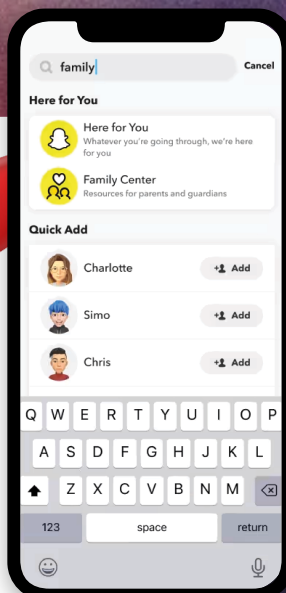 family
Cancel
Here for You
Here for You
Whatever you're going through, we're here
for you
Family Center
Resources for parents and guardians
Quick Add
Charlotte
+ Add
Simo
+ Add
Chris
+ Add
Q W E R T Y U I O P
A S D F G H J K L
Z X C V B N M
123
space
return